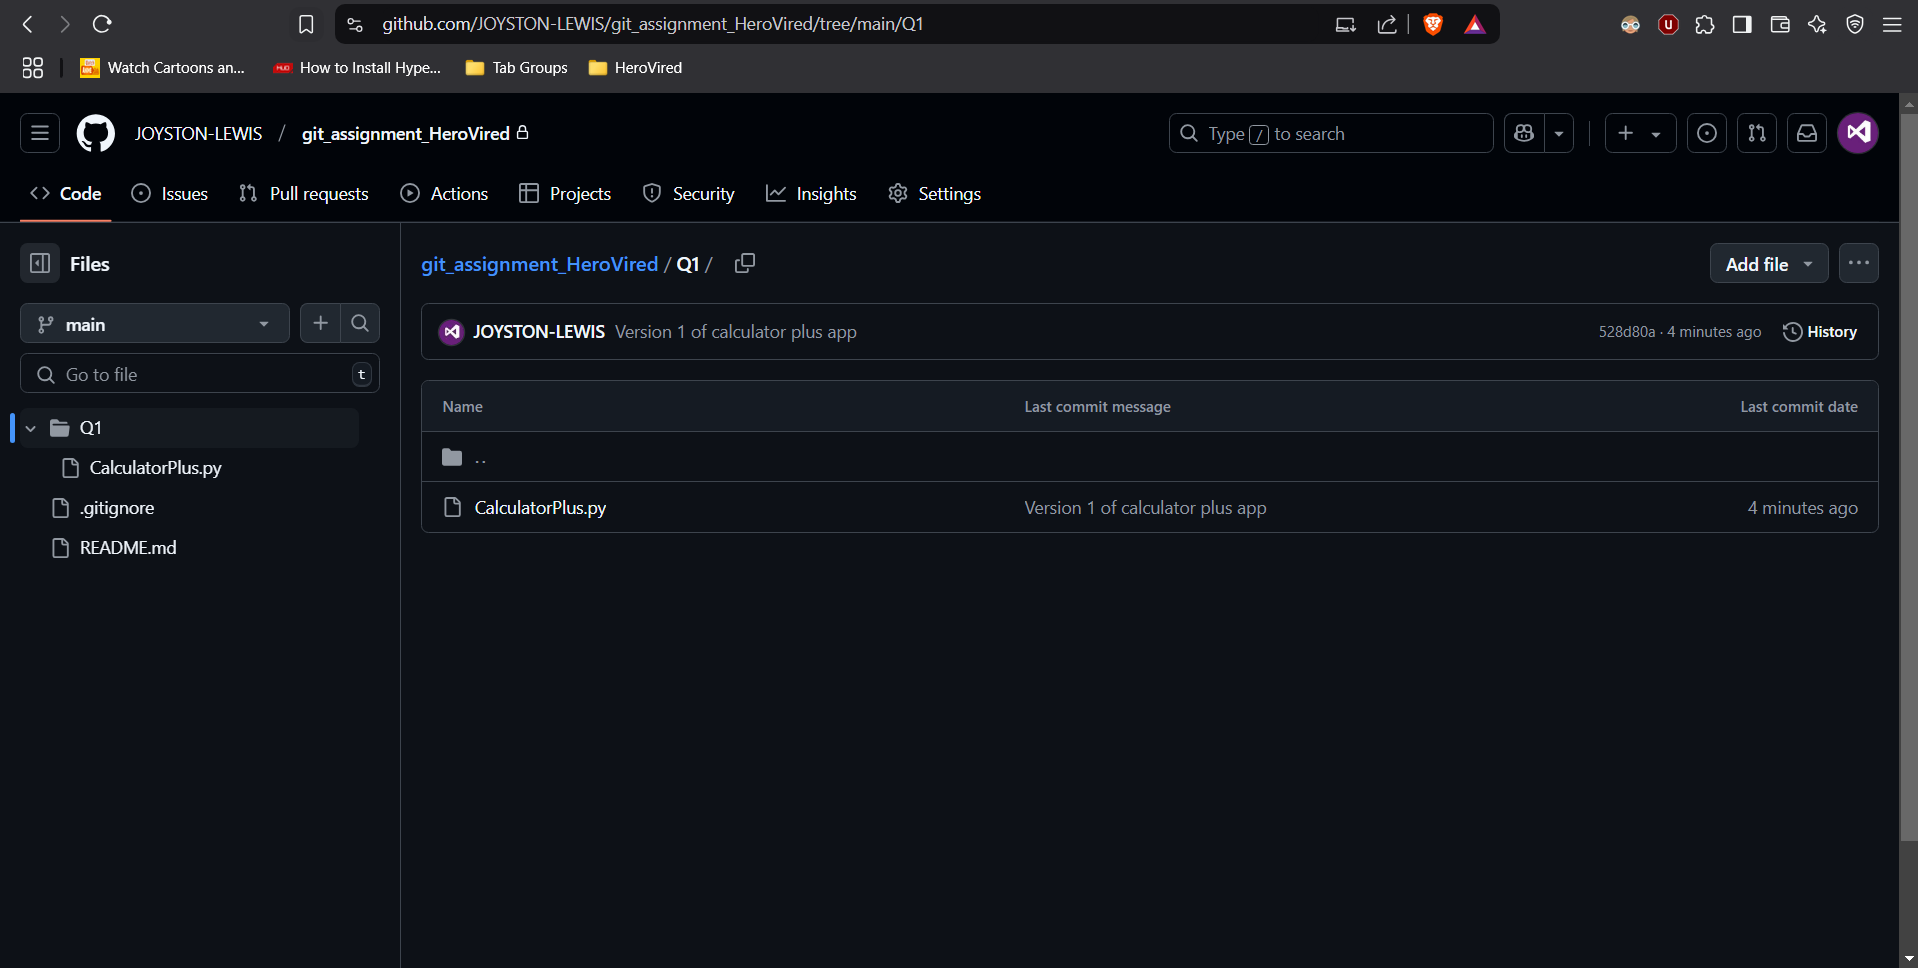 github.com/JOYSTON-LEWIS/git_assignment_HeroVired/tree/main/Q1
U
Watch Cartoons an... How to Install Hype... Tab Groups HeroVired
JOYSTON-LEWIS / git_assignment_HeroVired Type / to search
Code Issues Pull requests Actions Projects Security Insights Settings
Files
main
Go to file t
Q1
CalculatorPlus.py
.gitignore
README.md
git_assignment_HeroVired / Q1 /
Add file
JOYSTON-LEWIS Version 1 of calculator plus app 528d80a · 4 minutes ago History
Name Last commit message Last commit date
..
CalculatorPlus.py Version 1 of calculator plus app 4 minutes ago